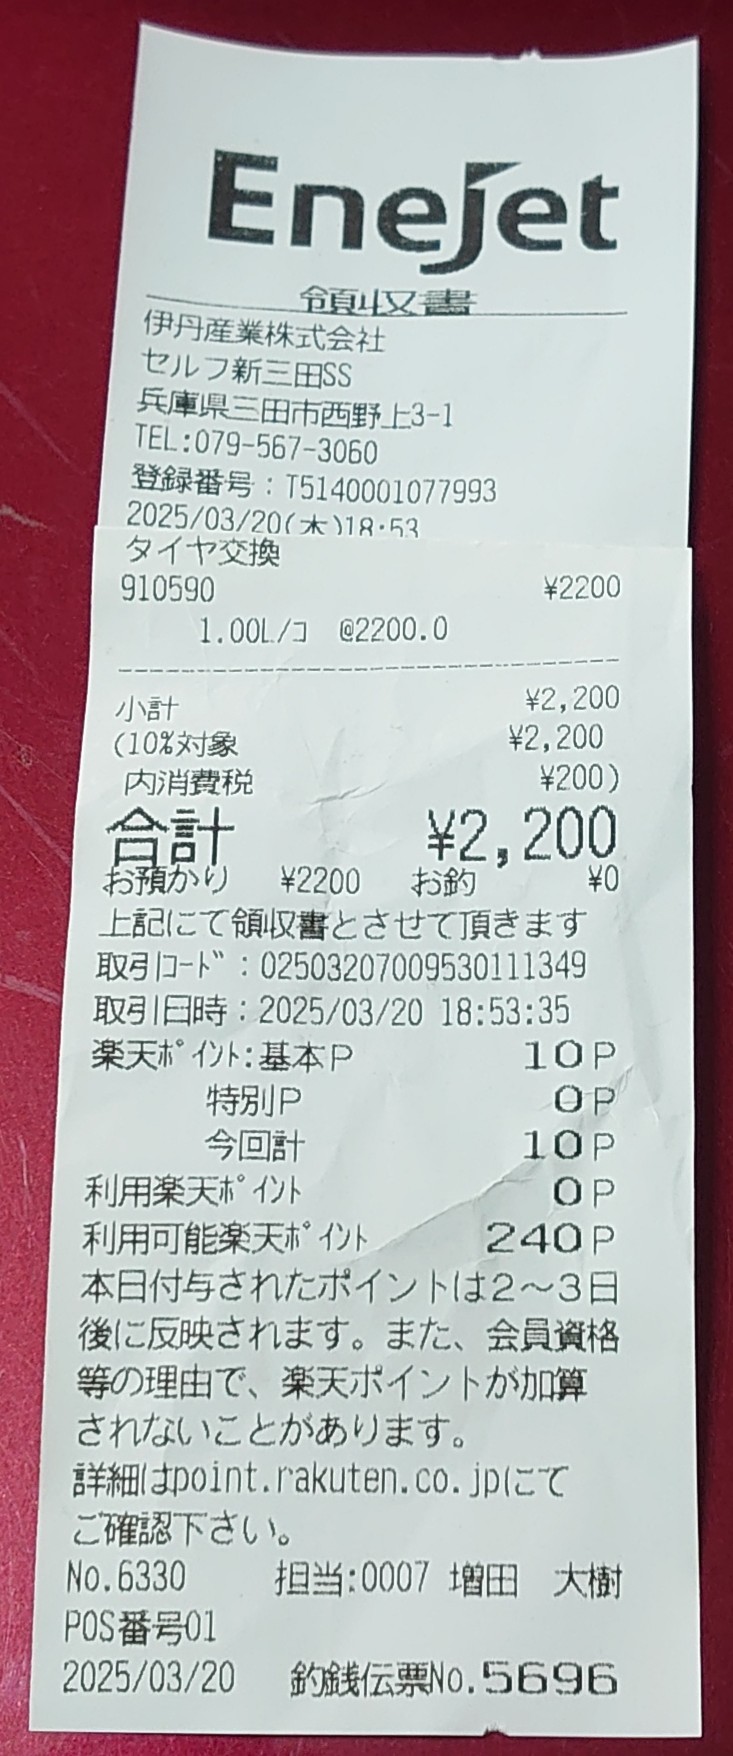 EneJet
領収書
伊丹産業株式会社
セルフ新三田SS
兵庫県三田市西野上3-1
TEL:079-567-3060
登録番号:T5140001077993
2025/03/20(木)18:53
タイヤ交換
910590 ¥2200
1.00L/コ @2200.0
小計 ¥2,200
(10%対象 ¥2,200
内消費税 ¥200)
合計 ¥2,200
お預かり ¥2200 お釣 ¥0
上記にて領収書とさせて頂きます
取引コード:02503207009530111349
取引日時:2025/03/20 18:53:35
楽天ポイント:基本P 10P
特別P 0P
今回計 10P
利用楽天ポイント 0P
利用可能楽天ポイント 240P
本日付与されたポイントは2〜3日
後に反映されます。また、会員資格
等の理由で、楽天ポイントが加算
されないことがあります。
詳細はpoint.rakuten.co.jpにて
ご確認下さい。
No.6330 担当:0007 増田 大樹
POS番号01
2025/03/20 釣銭伝票No.5696